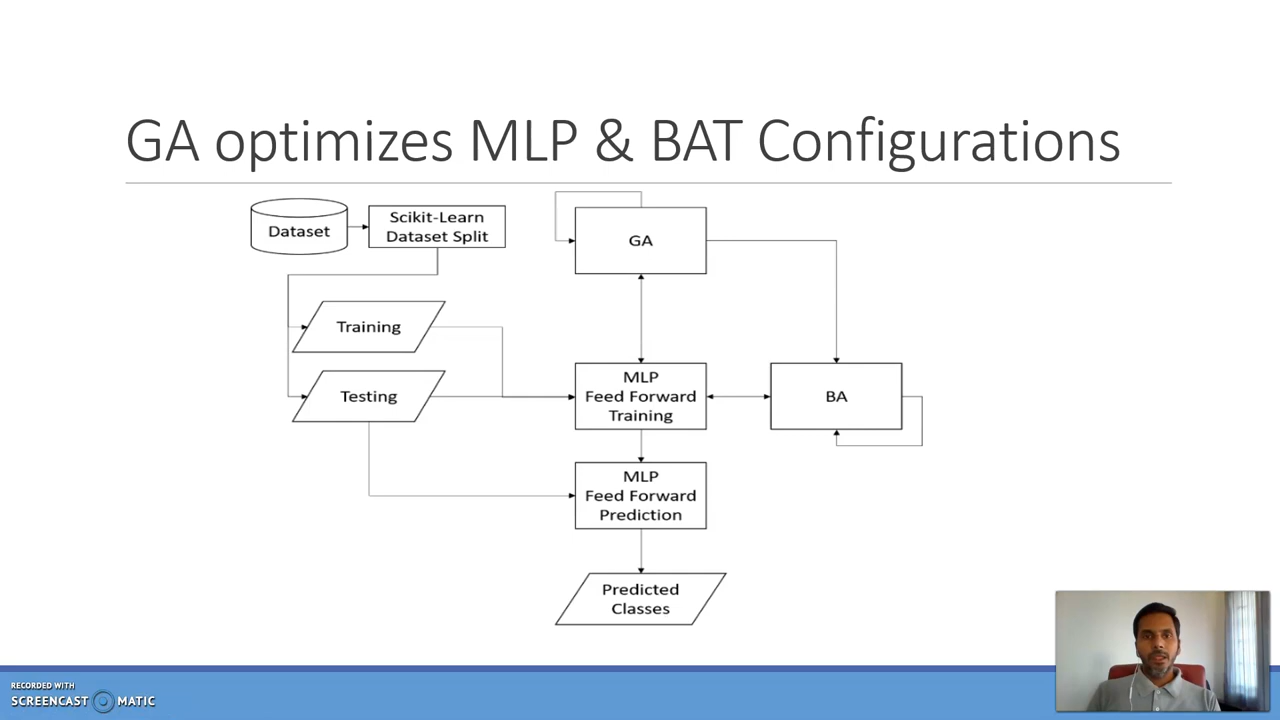 GA optimizes MLP & BAT Configurations
Dataset
Scikit-Learn
Dataset Split
GA
Training
Testing
MLP
Feed Forward
Training
BA
MLP
Feed Forward
Prediction
Predicted
Classes
RECORDED WITH
SCREENCAST MATIC